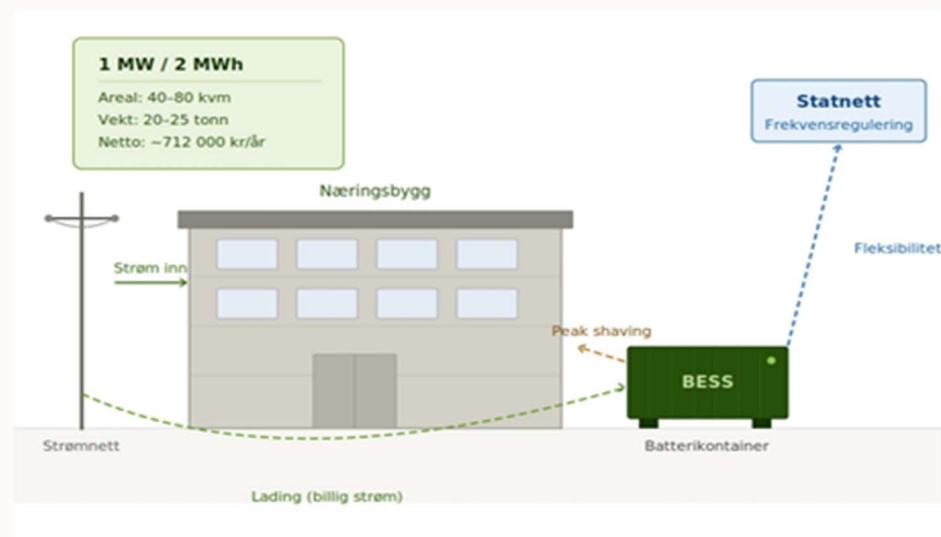 1 MW / 2 MWh
Areal: 40–80 kvm
Vekt: 20–25 tonn
Netto: ~712 000 kr/år
Statnett
Frekvensregulering
Næringsbygg
Fleksibilitet
Strøm inn
Peak shaving
BESS
Strømnett
Batterikontainer
Lading (billig strøm)